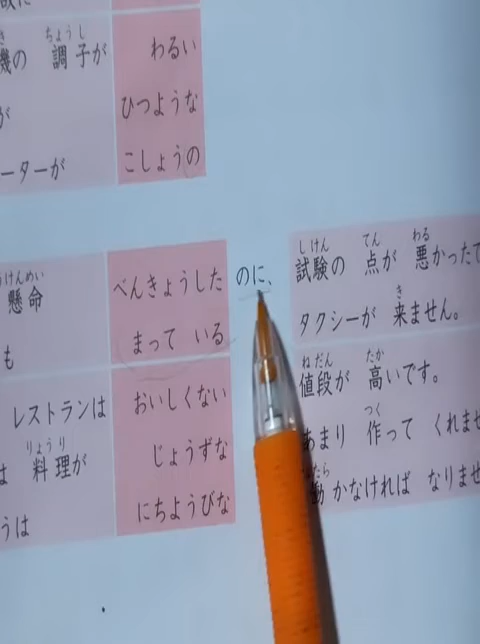 調子が わるい
ひつような
ーターが こしょうの
懸命 べんきょうした のに、 試験の 点が 悪かった
も まって いる タクシーが 来ません。
レストランは おいしくない 値段が 高いです。
料理が じょうずな あまり 作って くれませ
うは にちようびな かなければ なりませ